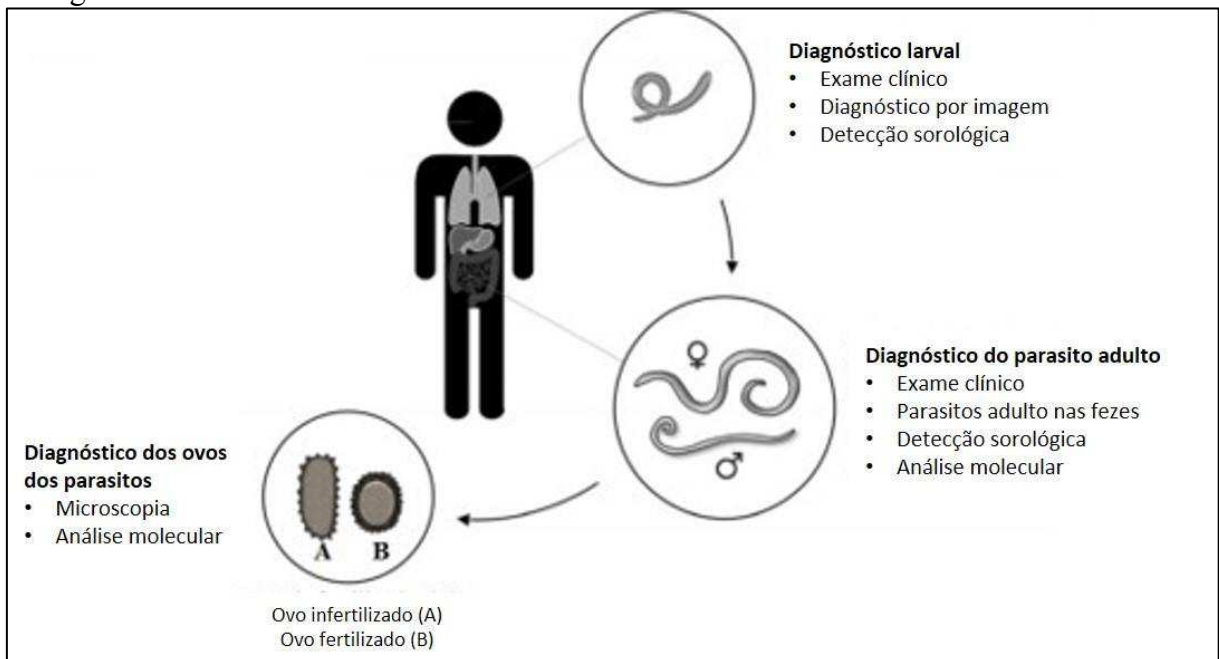 Diagnóstico larval
• Exame clínico
• Diagnóstico por imagem
• Detecção sorológica
Diagnóstico do parasito adulto
• Exame clínico
• Parasitos adulto nas fezes
• Detecção sorológica
• Análise molecular
♀
♂
Diagnóstico dos ovos
dos parasitos
• Microscopia
• Análise molecular
A B
Ovo infertilizado (A)
Ovo fertilizado (B)